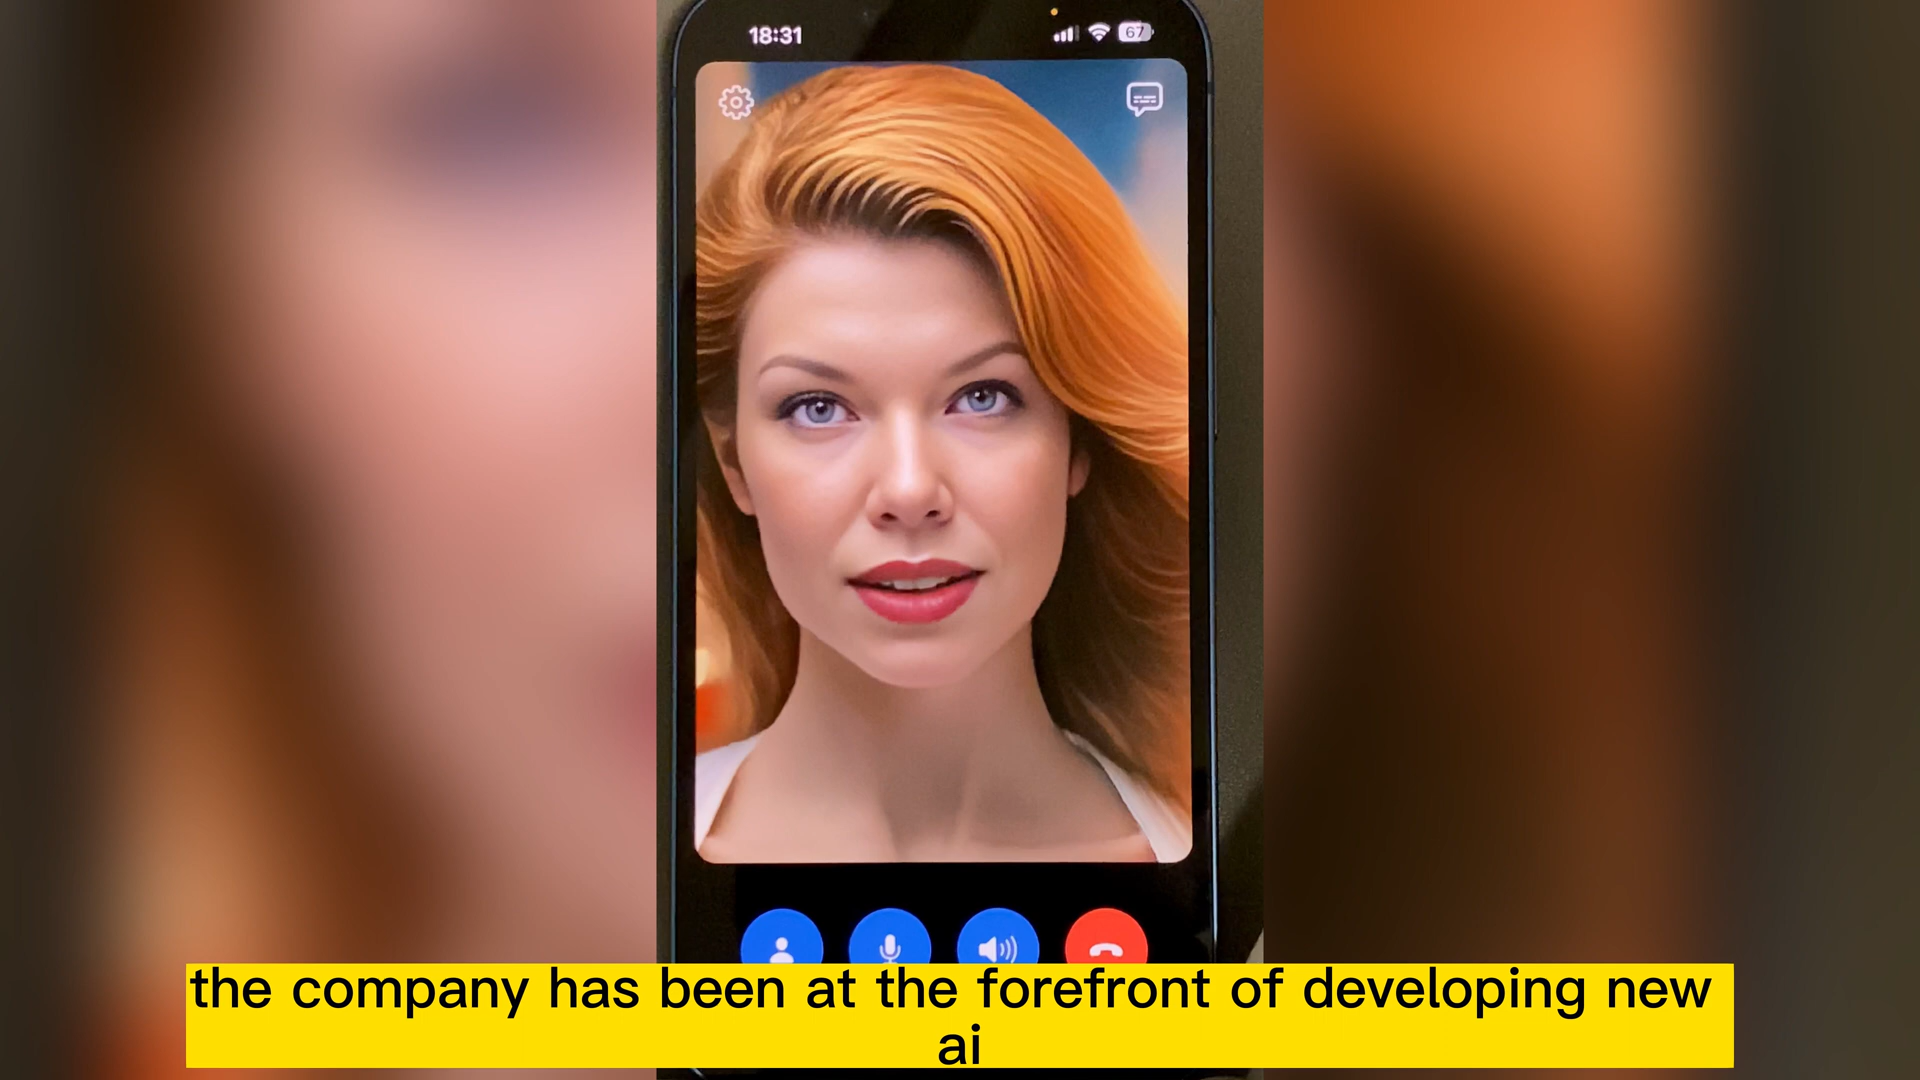 18:31
67
the company has been at the forefront of developing new
ai